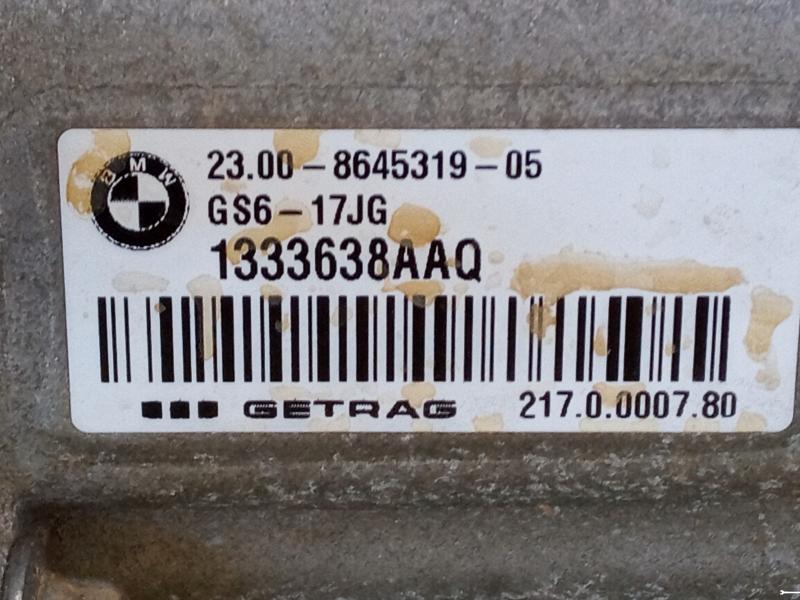 BMW
23.00-8645319-05
GS6-17JG
1333638AAQ
GETRAG 217.0.0007.80